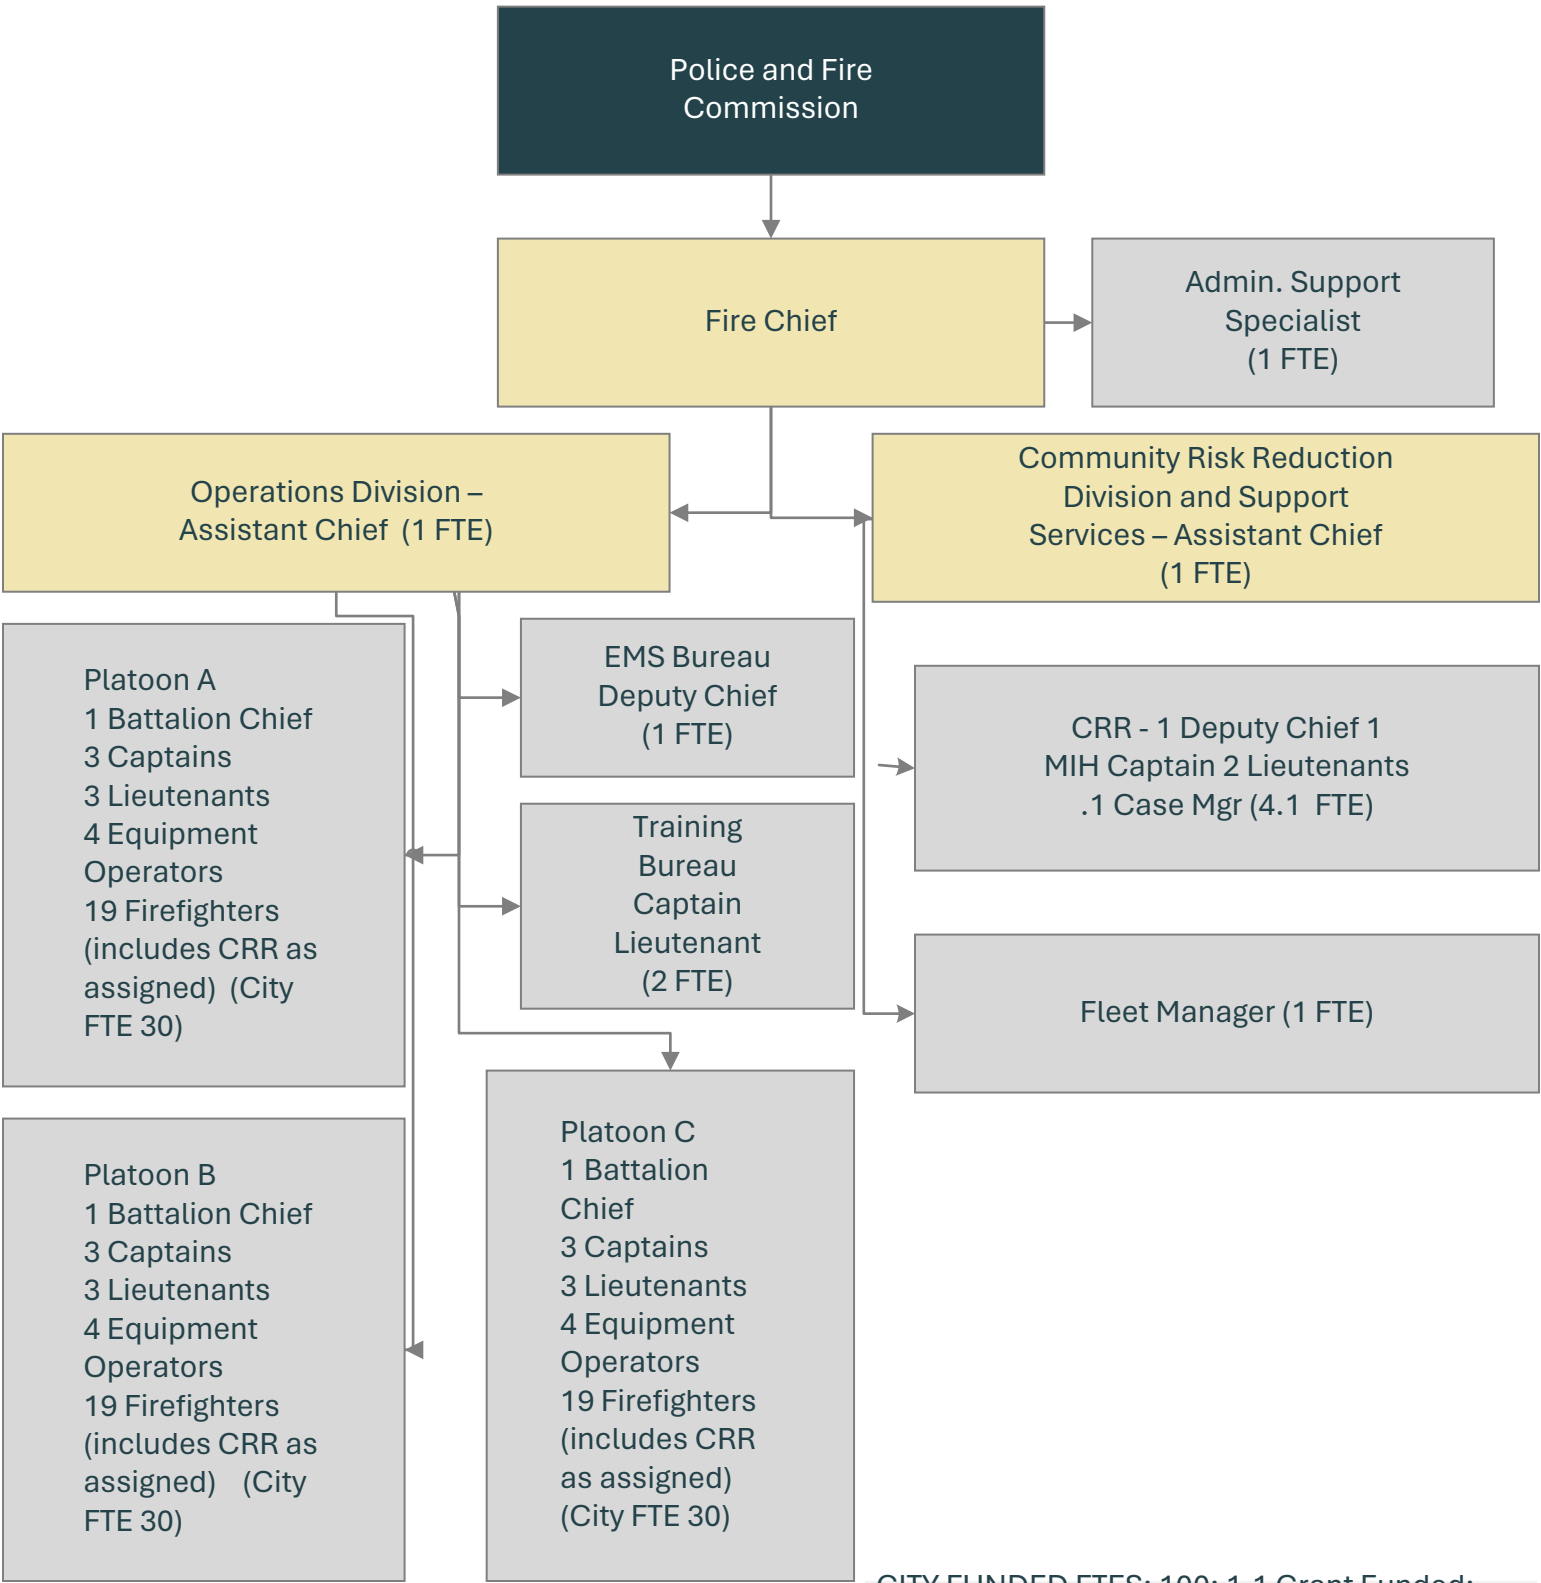 Police and Fire
Commission
Fire Chief
Admin. Support
Specialist
(1 FTE)
Operations Division –
Assistant Chief (1 FTE)
Community Risk Reduction
Division and Support
Services – Assistant Chief
(1 FTE)
Platoon A
1 Battalion Chief
3 Captains
3 Lieutenants
4 Equipment
Operators
19 Firefighters
(includes CRR as
assigned) (City
FTE 30)
EMS Bureau
Deputy Chief
(1 FTE)
Training
Bureau
Captain
Lieutenant
(2 FTE)
CRR - 1 Deputy Chief 1
MIH Captain 2 Lieutenants
.1 Case Mgr (4.1 FTE)
Fleet Manager (1 FTE)
Platoon B
1 Battalion Chief
3 Captains
3 Lieutenants
4 Equipment
Operators
19 Firefighters
(includes CRR as
assigned) (City
FTE 30)
Platoon C
1 Battalion
Chief
3 Captains
3 Lieutenants
4 Equipment
Operators
19 Firefighters
(includes CRR
as assigned)
(City FTE 30)
CITY FUNDED FTES: Grant Funded: